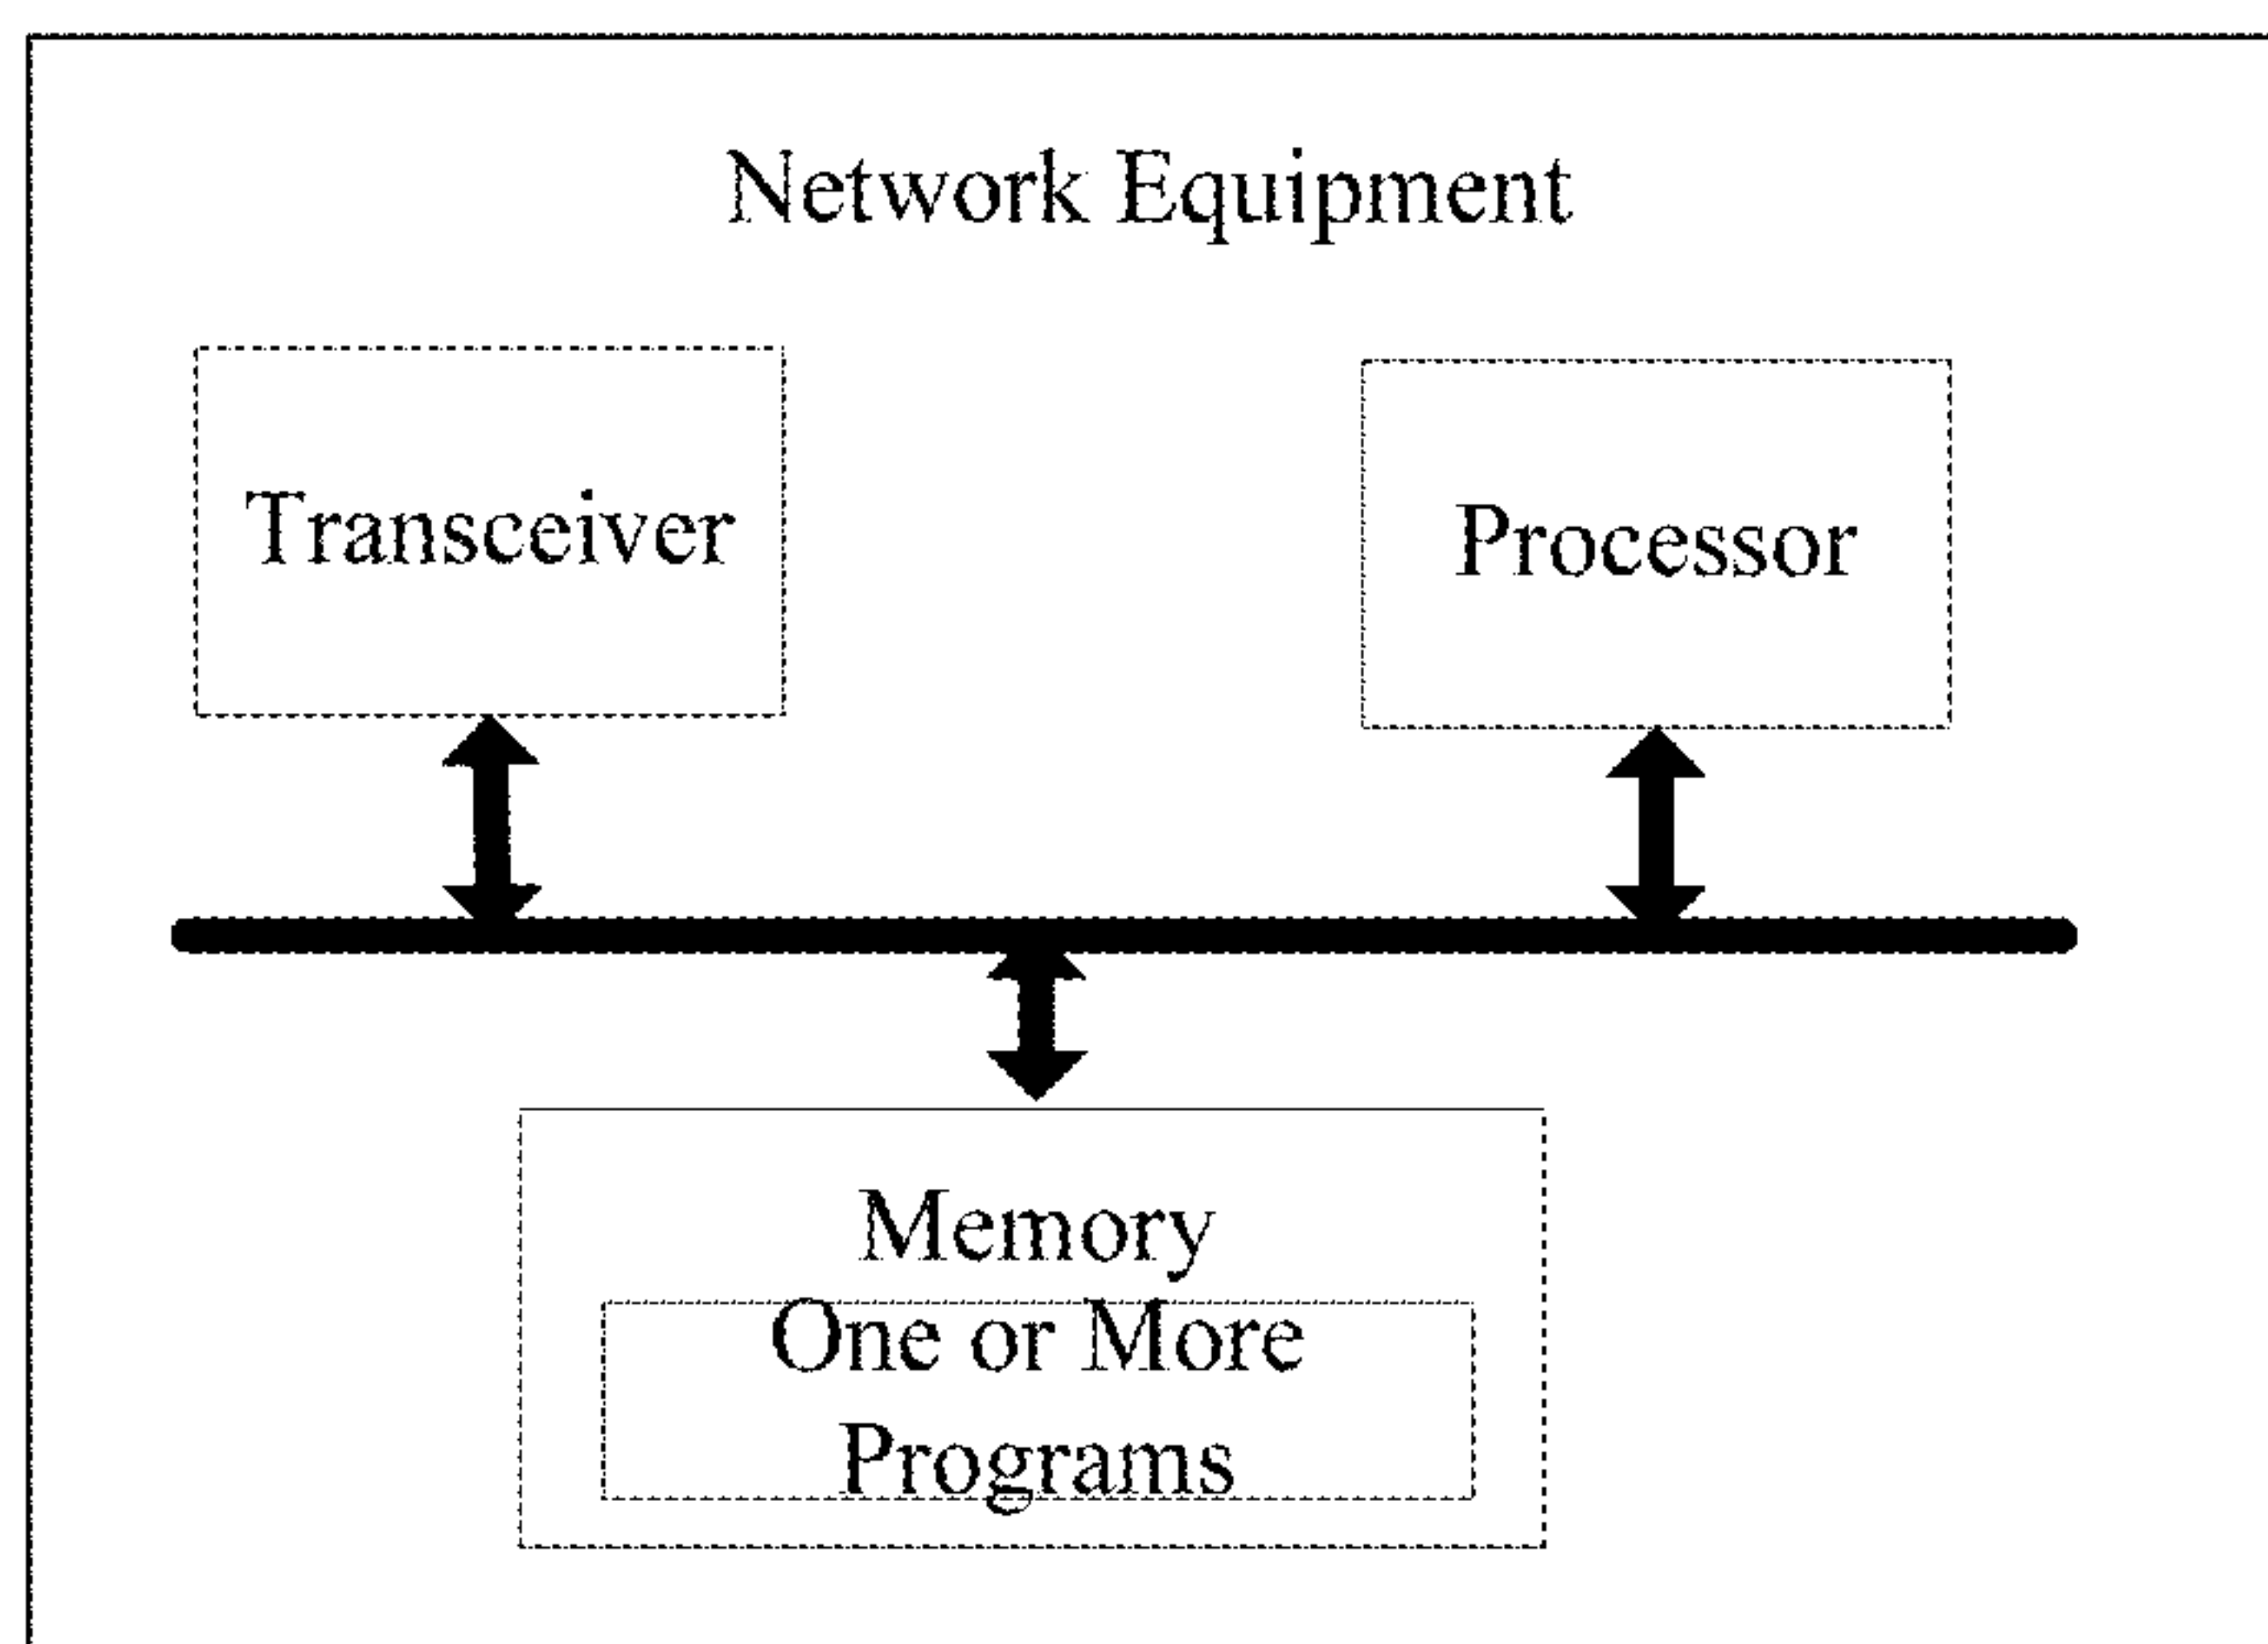 Network Equipment
Transceiver
Processor
Memory
One or More
Programs